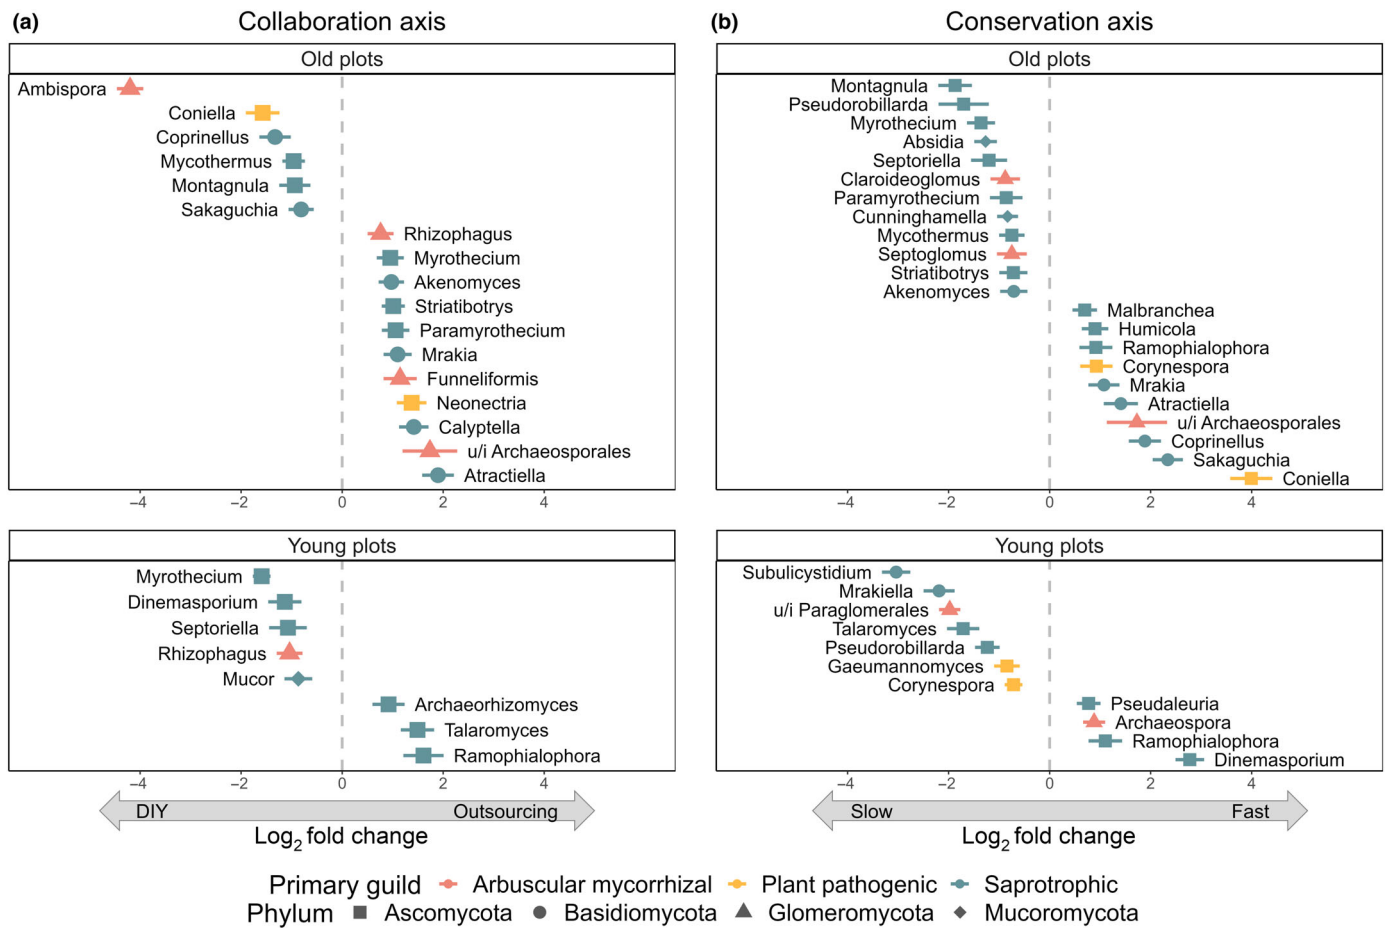 (a) Collaboration axis
Old plots
Ambispora
Coniella
Coprinellus
Mycothermus
Montagnula
Sakaguchia
Rhizophagus
Myrothecium
Akenomyces
Striatibotrys
Paramyrothecium
Mrakia
Funneliformis
Neonectria
Calyptella
u/i Archaeosporales
Atractiella
−4 −2 0 2 4
Young plots
Myrothecium
Dinemasporium
Septoriella
Rhizophagus
Mucor
Archaeorhizomyces
Talaromyces
Ramophialophora
−4 −2 0 2 4
DIY Outsourcing
Log2 fold change
(b) Conservation axis
Old plots
Montagnula
Pseudorobillarda
Myrothecium
Absidia
Septoriella
Claroideoglomus
Paramyrothecium
Cunninghamella
Mycothermus
Septoglomus
Striatibotrys
Akenomyces
Malbranchea
Humicola
Ramophialophora
Corynespora
Mrakia
Atractiella
u/i Archaeosporales
Coprinellus
Sakaguchia
Coniella
−4 −2 0 2 4
Young plots
Subulicystidium
Mrakiella
u/i Paraglomerales
Talaromyces
Pseudorobillarda
Gaeumannomyces
Corynespora
Pseudaleuria
Archaeospora
Ramophialophora
Dinemasporium
−4 −2 0 2 4
Slow Fast
Log2 fold change
Primary guild Arbuscular mycorrhizal Plant pathogenic Saprotrophic
Phylum Ascomycota Basidiomycota Glomeromycota Mucoromycota